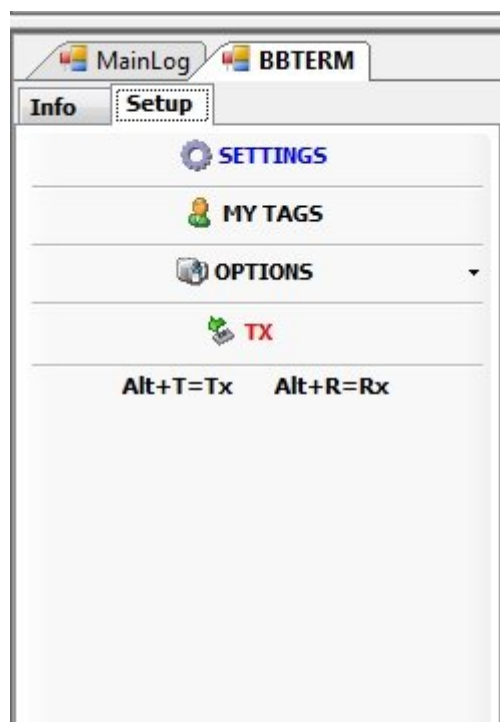 MainLog BBTERM
Info Setup
SETTINGS
MY TAGS
OPTIONS
TX
Alt+T=Tx Alt+R=Rx